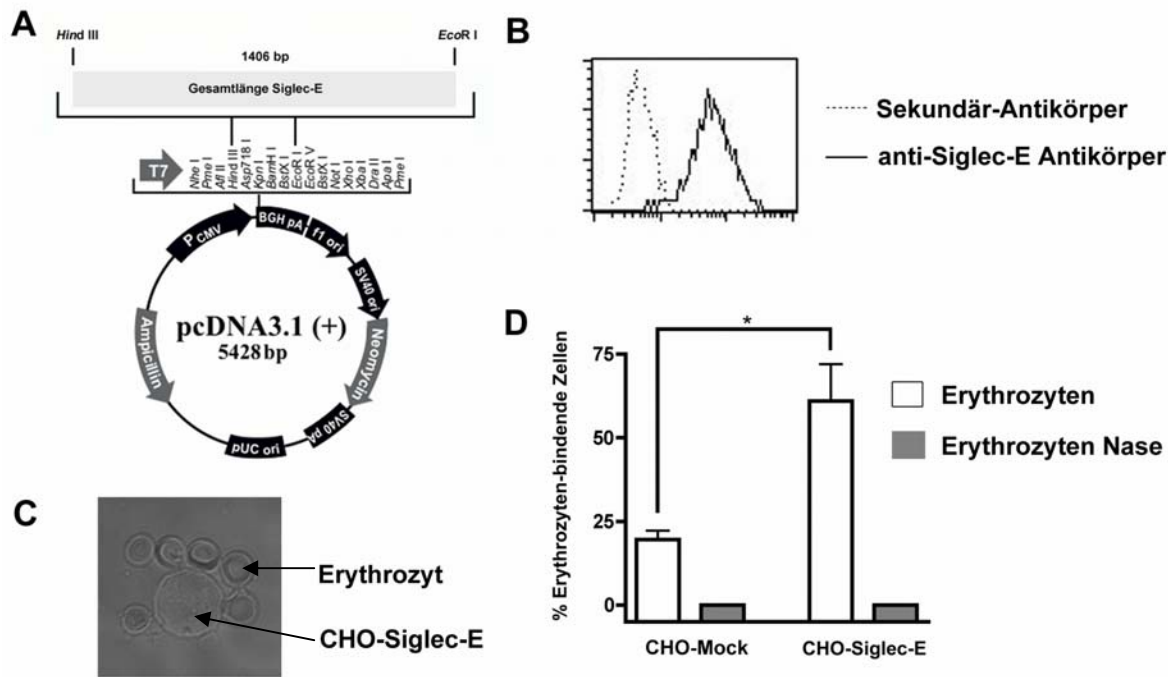 A
Hind III
EcoR I
1406 bp
Gesamtlänge Siglec-E
T7
Nhe I
Pme I
Afl II
Hind III
Asp718 I
Kpn I
BamH I
BstX I
EcoR I
EcoR V
BstX I
Not I
Xho I
Xba I
Dra II
Apa I
Pme I
P CMV
BGH pA
f1 ori
SV40 ori
Neomycin
SV40 pA
pUC ori
Ampicillin
pcDNA3.1 (+)
5428bp
B
Sekundär-Antikörper
anti-Siglec-E Antikörper
C
Erythrozyt
CHO-Siglec-E
D
% Erythrozyten-bindende Zellen
75
50
25
0
*
CHO-Mock
CHO-Siglec-E
Erythrozyten
Erythrozyten Nase